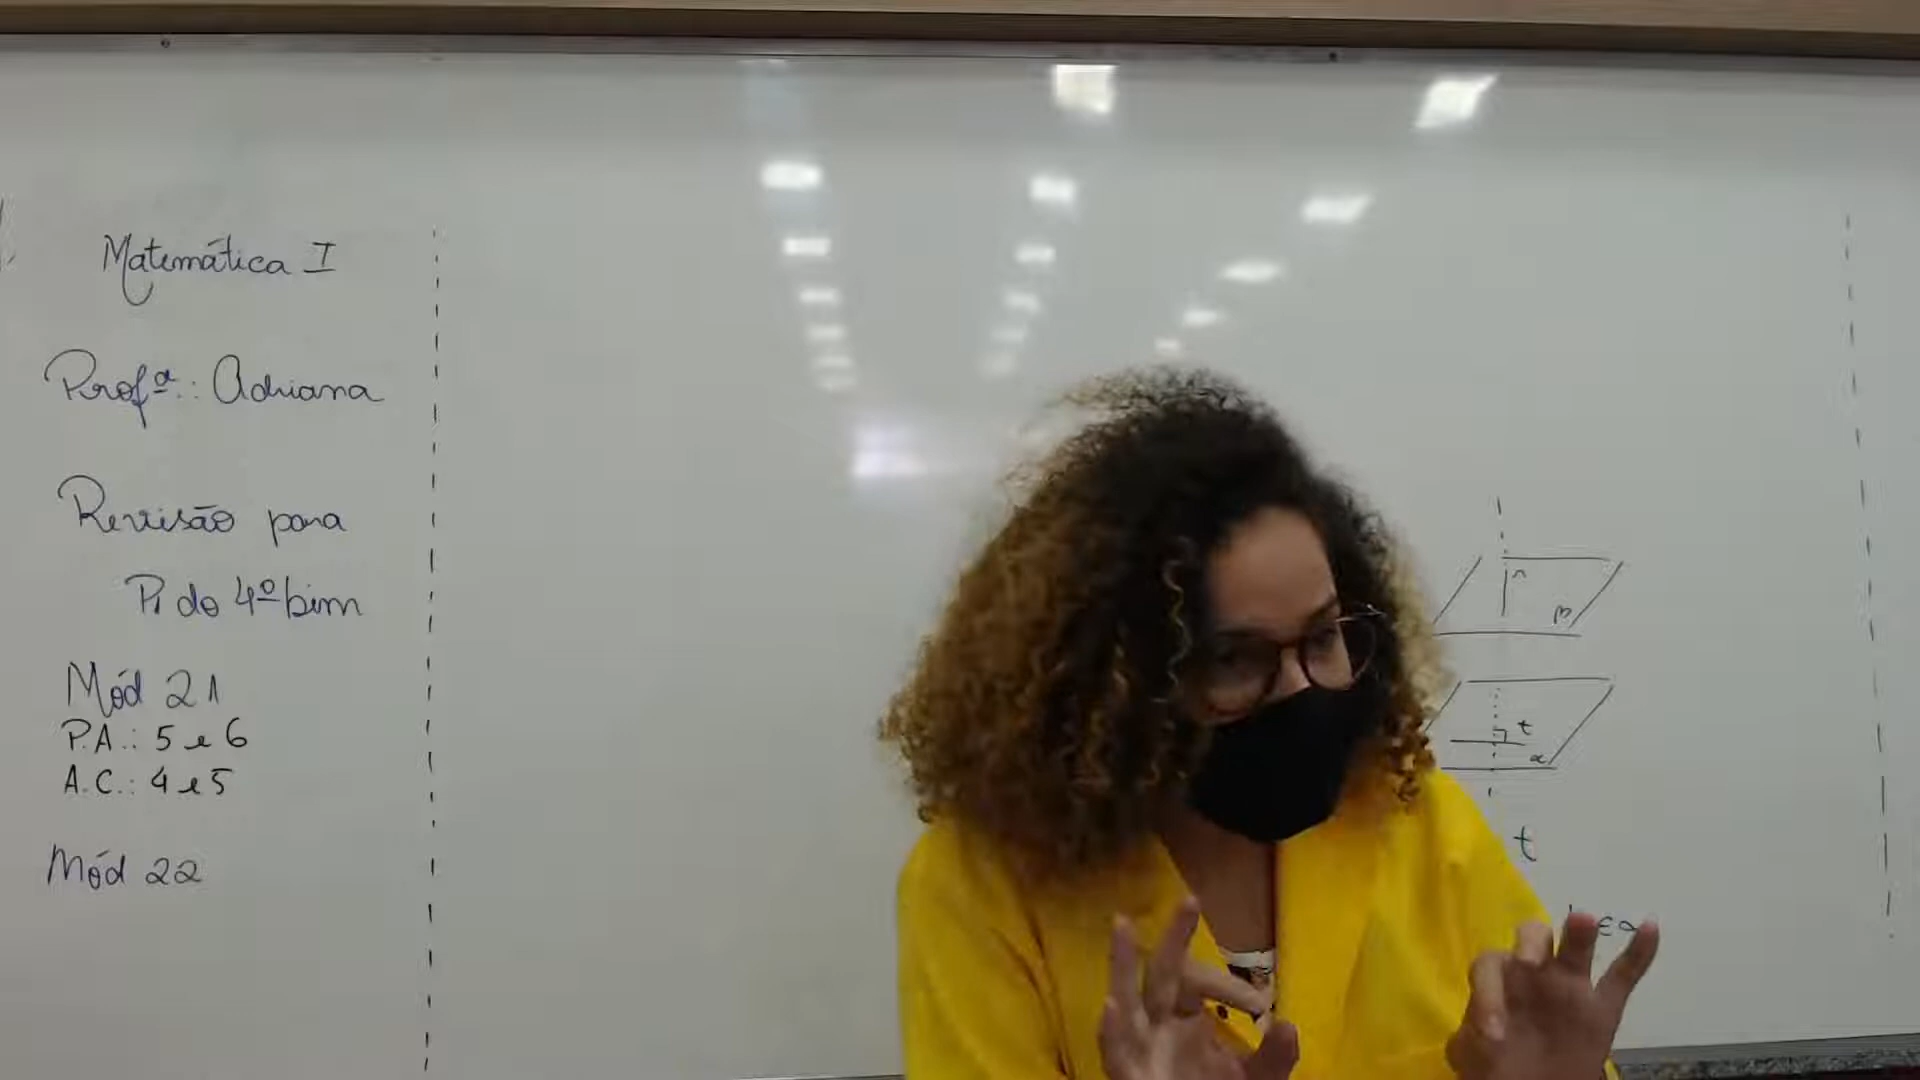 Matemática I
Profª.: Adriana
Revisão para
P1 do 4º bim
Mód 21
P.A.: 5 e 6
A.C.: 4 e 5
Mód 22
r
β
t
α
t